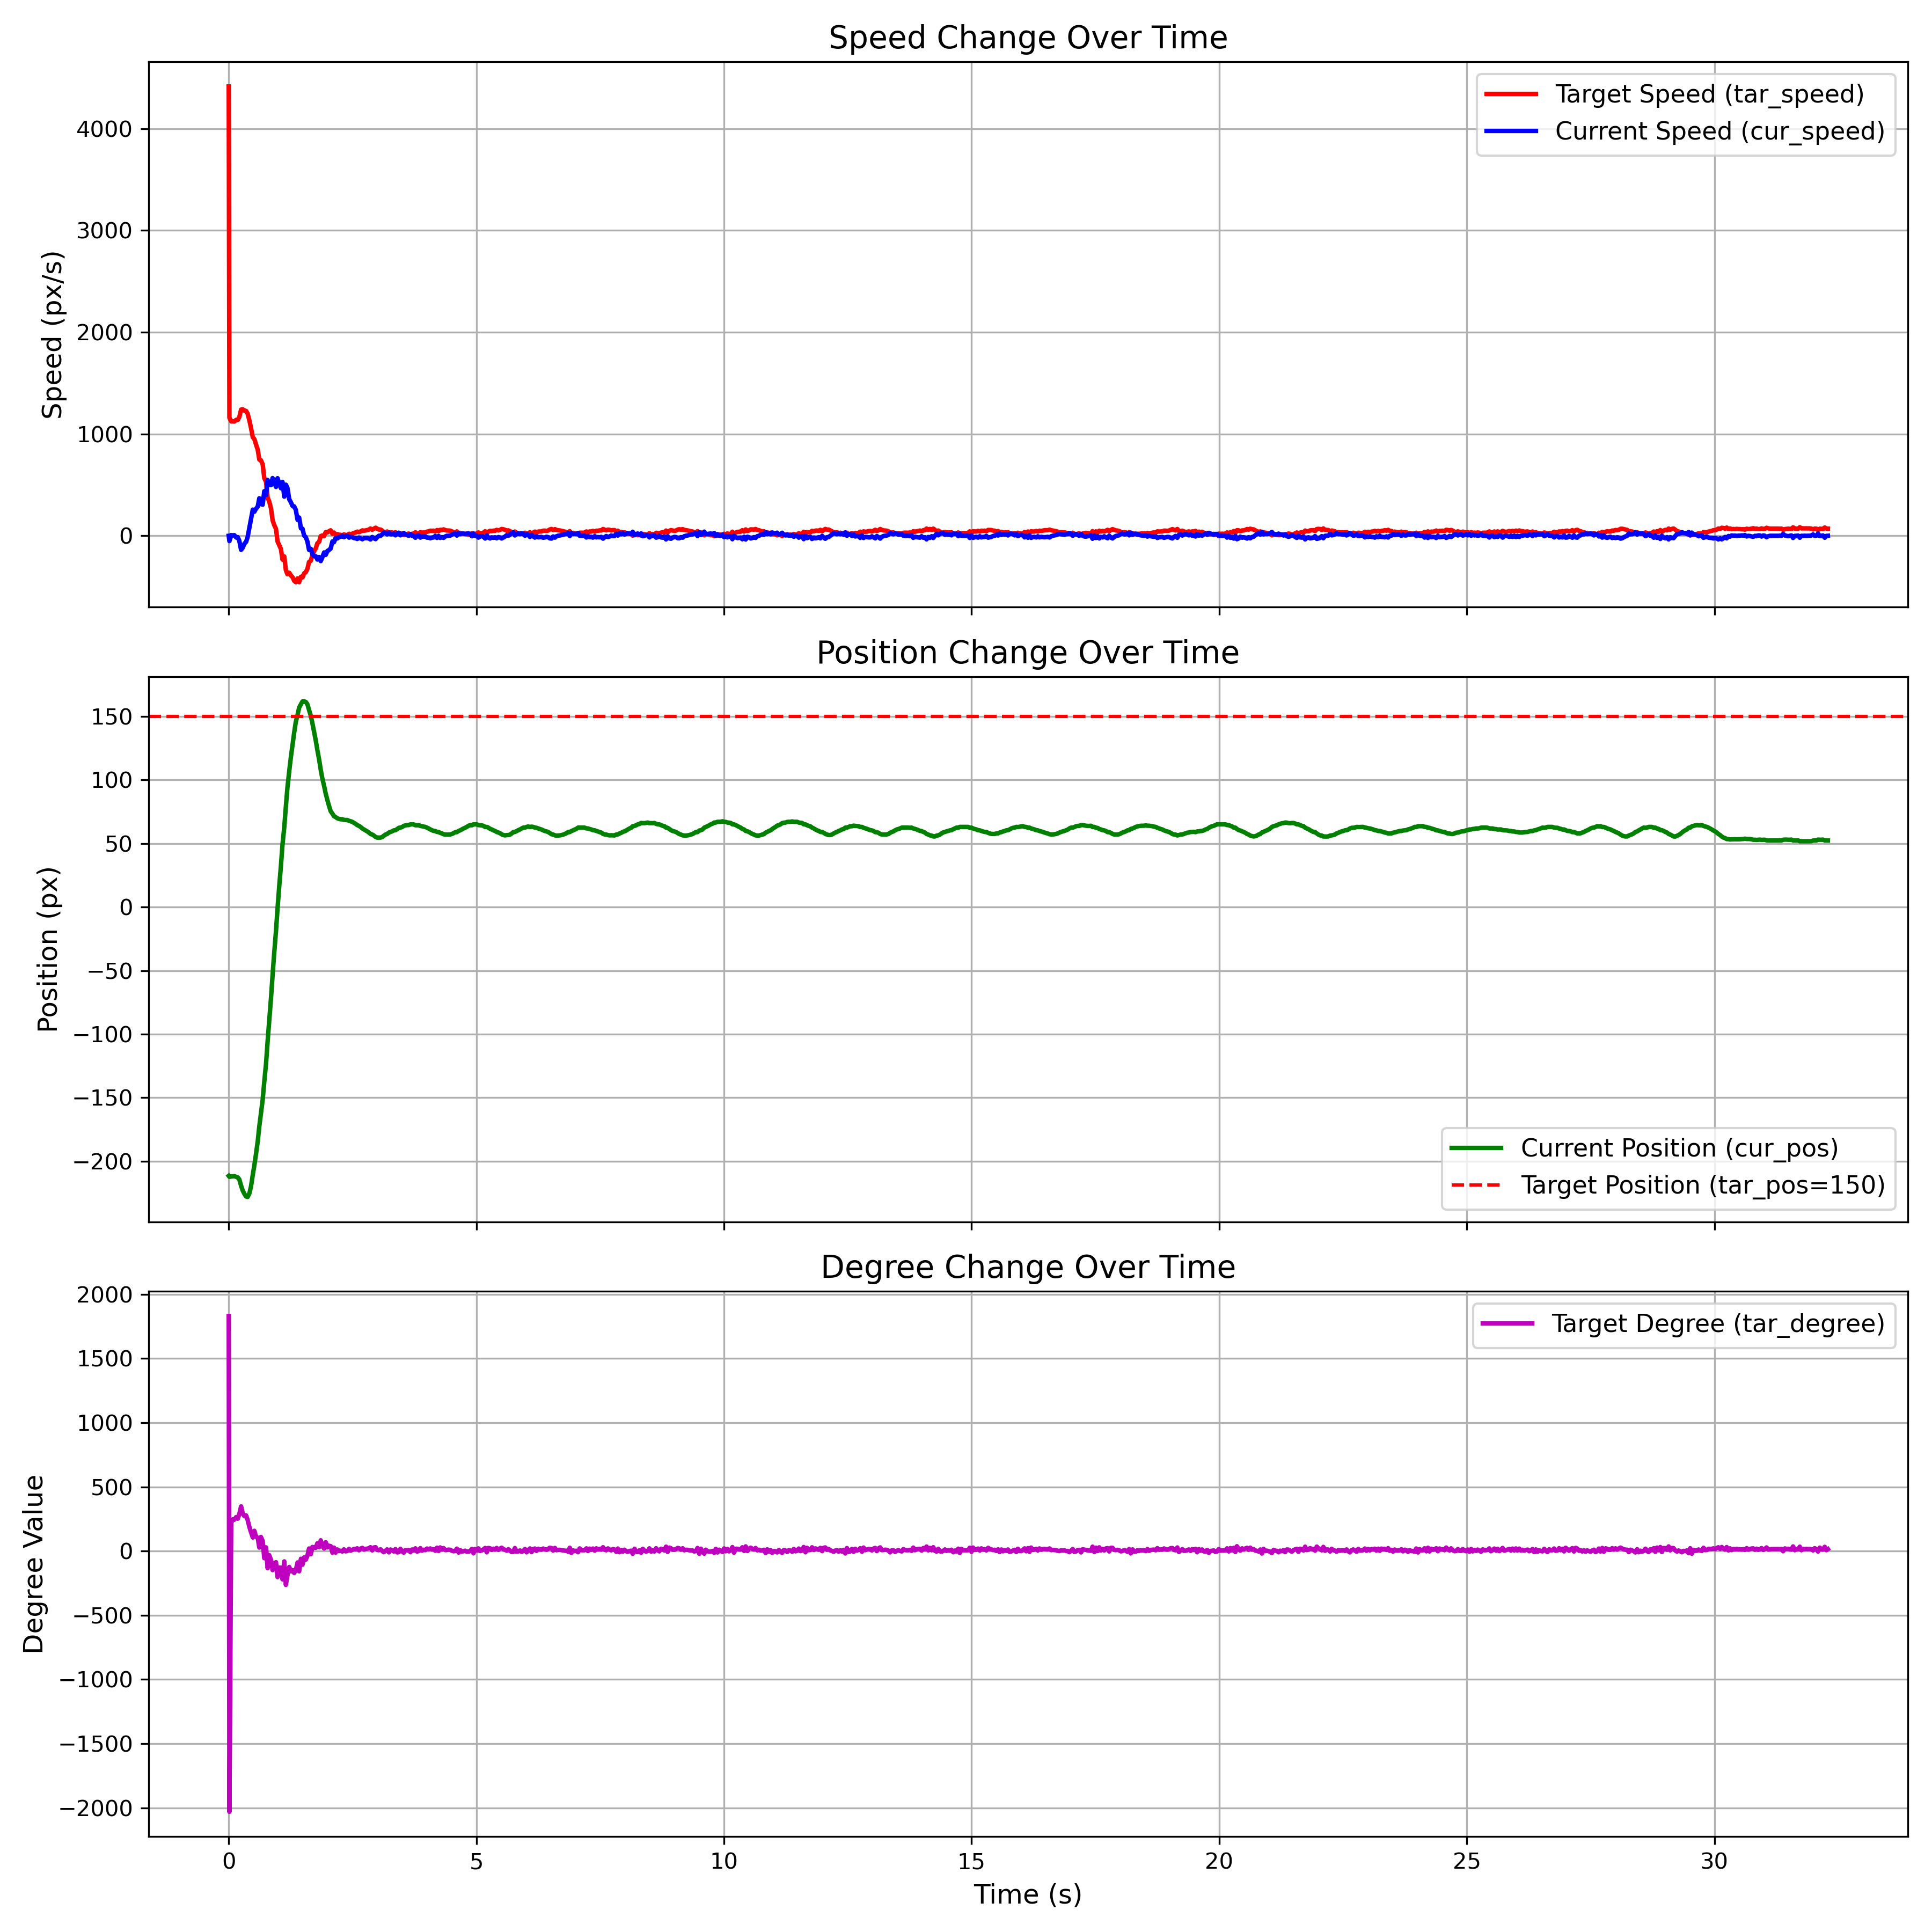 Speed Change Over Time
Speed (px/s)
4000
3000
2000
1000
0
Target Speed (tar_speed)
Current Speed (cur_speed)
Position Change Over Time
Position (px)
150
100
50
0
−50
−100
−150
−200
Current Position (cur_pos)
Target Position (tar_pos=150)
Degree Change Over Time
Degree Value
2000
1500
1000
500
0
−500
−1000
−1500
−2000
Target Degree (tar_degree)
0 5 10 15 20 25 30
Time (s)